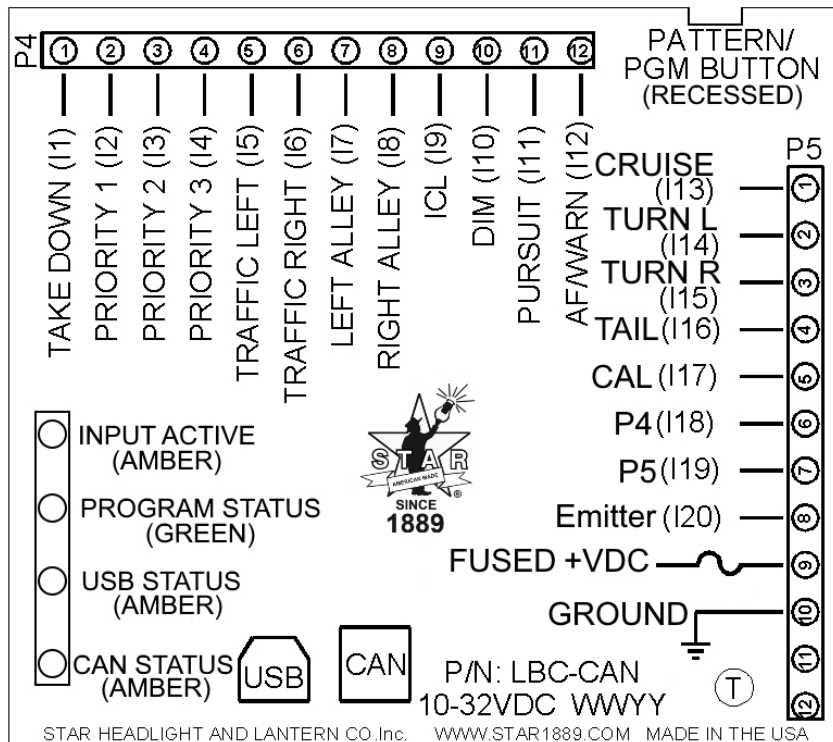 P4
1 2 3 4 5 6 7 8 9 10 11 12
TAKE DOWN (I1)
PRIORITY 1 (I2)
PRIORITY 2 (I3)
PRIORITY 3 (I4)
TRAFFIC LEFT (I5)
TRAFFIC RIGHT (I6)
LEFT ALLEY (I7)
RIGHT ALLEY (I8)
ICL (I9)
DIM (I10)
PURSUIT (I11)
AF/WARN (I12)
PATTERN/
PGM BUTTON
(RECESSED)
P5
CRUISE
(I13)
1
TURN L
(I14)
2
TURN R
(I15)
3
TAIL (I16)
4
CAL (I17)
5
P4 (I18)
6
P5 (I19)
7
Emitter (I20)
8
FUSED +VDC
9
GROUND
10
11
12
INPUT ACTIVE
(AMBER)
PROGRAM STATUS
(GREEN)
USB STATUS
(AMBER)
CAN STATUS
(AMBER)
STAR
AMERICAN MADE
®
SINCE
1889
USB
CAN
P/N: LBC-CAN
10-32VDC WWYY
T
STAR HEADLIGHT AND LANTERN CO.Inc. WWW.STAR1889.COM MADE IN THE USA